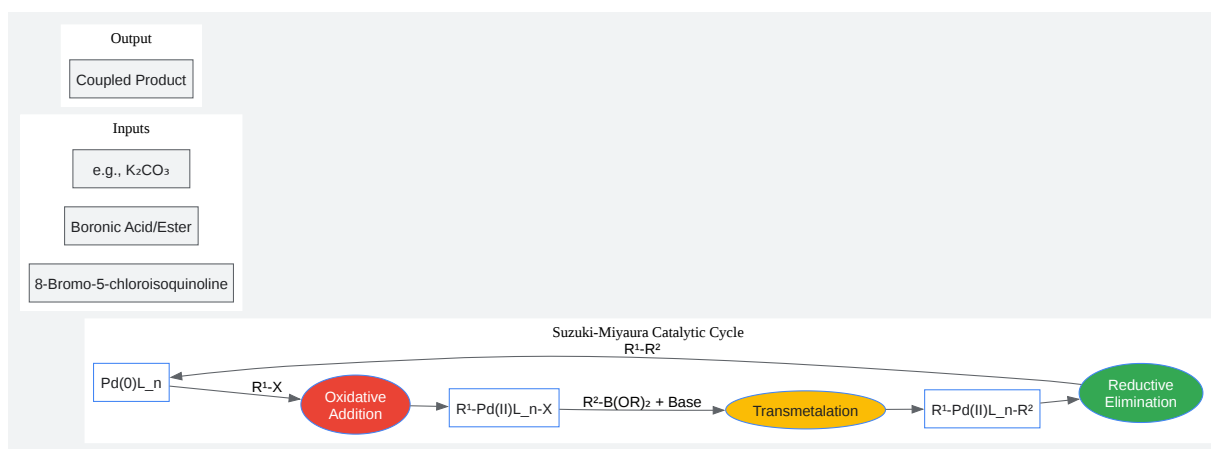 Output
Coupled Product
Inputs
e.g., K₂CO₃
Boronic Acid/Ester
8-Bromo-5-chloroisoquinoline
Suzuki-Miyaura Catalytic Cycle
R¹-R²
Pd(0)L_n
R¹-X
Oxidative
Addition
R¹-Pd(II)L_n-X
R²-B(OR)₂ + Base
Transmetalation
R¹-Pd(II)L_n-R²
Reductive
Elimination